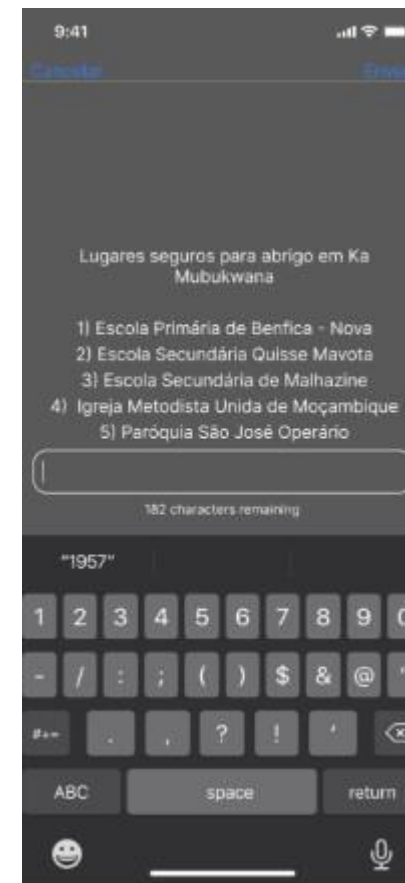 9:41
Cancelar
Lugares seguros para abrigo em Ka
Mubukwana
1) Escola Primária de Benfica - Nova
2) Escola Secundária Quisse Mavota
3) Escola Secundária de Malhazine
4) Igreja Metodista Unida de Moçambique
5) Paróquia São José Operário
182 characters remaining
"1957"
1 2 3 4 5 6 7 8 9 0
- / : ; ( ) $ & @ "
#+= . , ? ! '
ABC space return